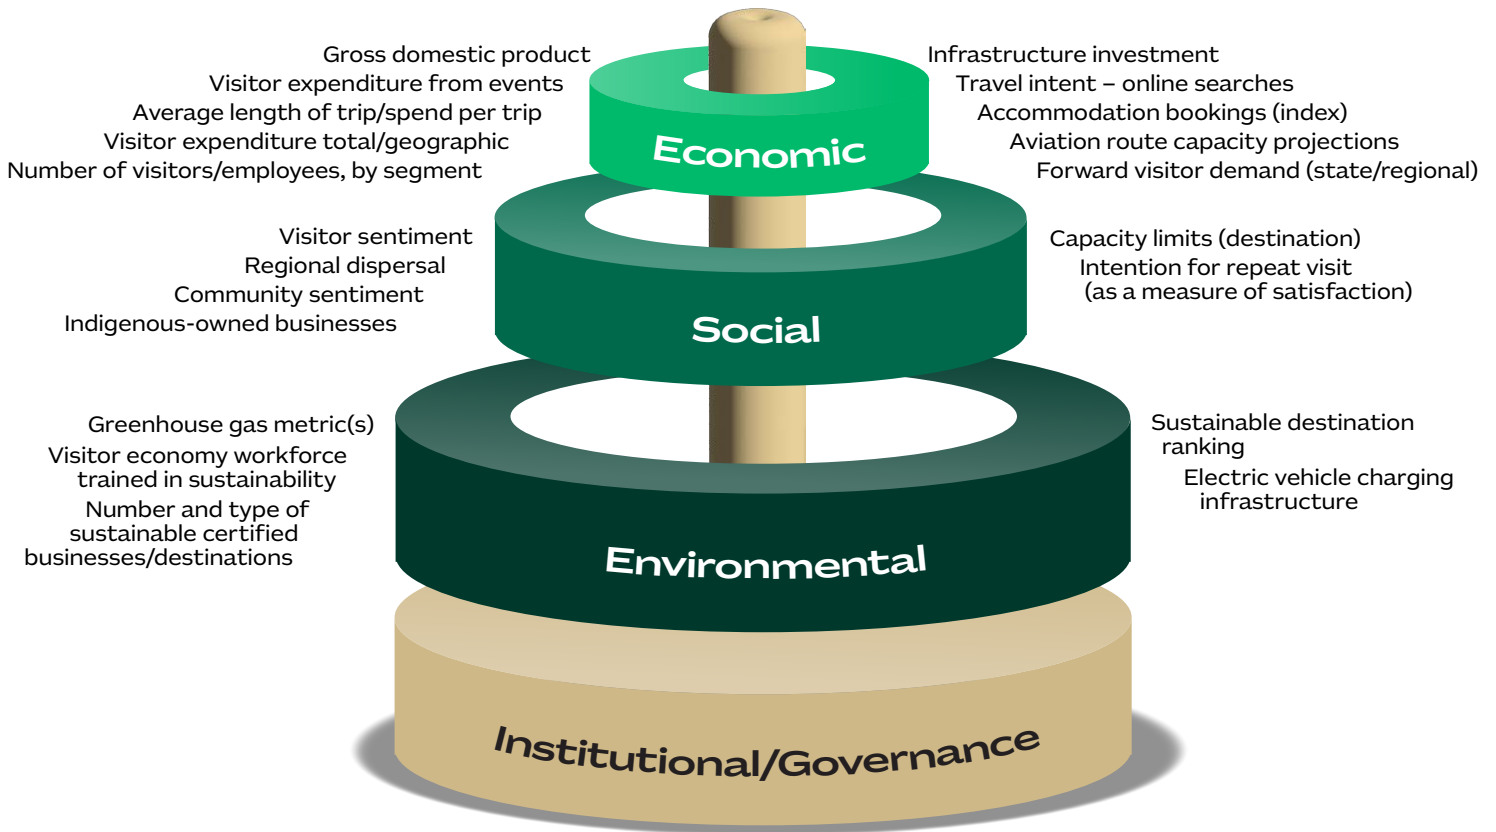 Gross domestic product
Visitor expenditure from events
Average length of trip/spend per trip
Visitor expenditure total/geographic
Number of visitors/employees, by segment
Infrastructure investment
Travel intent – online searches
Accommodation bookings (index)
Aviation route capacity projections
Forward visitor demand (state/regional)
Economic
Visitor sentiment
Regional dispersal
Community sentiment
Indigenous-owned businesses
Capacity limits (destination)
Intention for repeat visit
(as a measure of satisfaction)
Social
Greenhouse gas metric(s)
Visitor economy workforce
trained in sustainability
Number and type of
sustainable certified
businesses/destinations
Sustainable destination
ranking
Electric vehicle charging
infrastructure
Environmental
Institutional/Governance